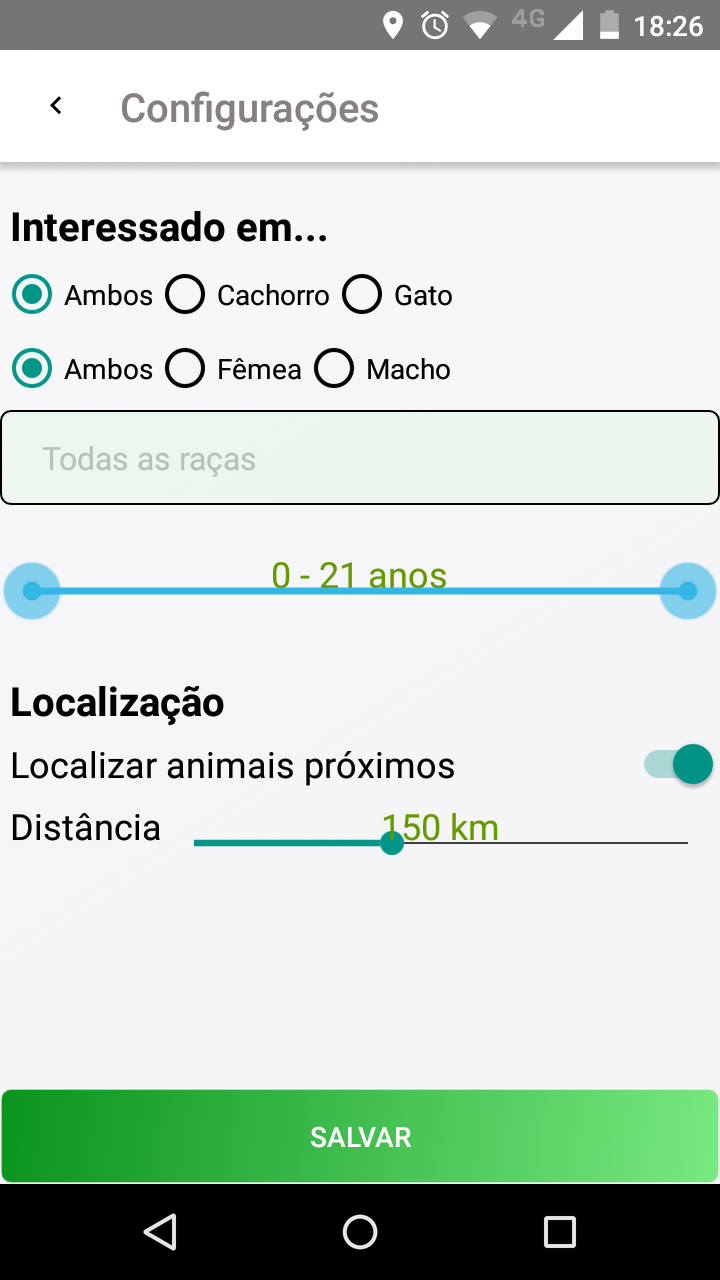 4G 18:26
Configurações
Interessado em...
Ambos Cachorro Gato
Ambos Fêmea Macho
Todas as raças
0 - 21 anos
Localização
Localizar animais próximos
Distância 150 km
SALVAR